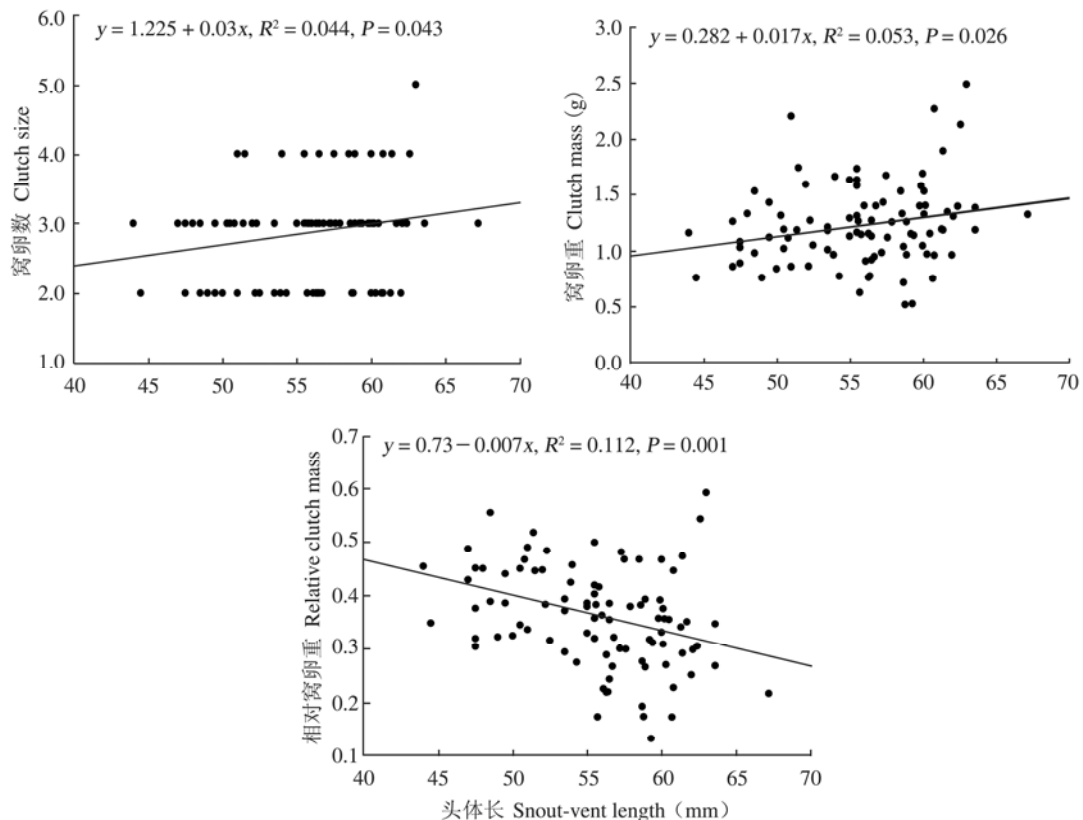 y = 1.225 + 0.03x, R² = 0.044, P = 0.043
窝卵数 Clutch size
6.0
5.0
4.0
3.0
2.0
1.0
40 45 50 55 60 65 70
y = 0.282 + 0.017x, R² = 0.053, P = 0.026
窝卵重 Clutch mass (g)
3.0
2.5
2.0
1.5
1.0
0.5
0.0
40 45 50 55 60 65 70
y = 0.73 − 0.007x, R² = 0.112, P = 0.001
相对窝卵重 Relative clutch mass
0.7
0.6
0.5
0.4
0.3
0.2
0.1
40 45 50 55 60 65 70
头体长 Snout-vent length（mm）